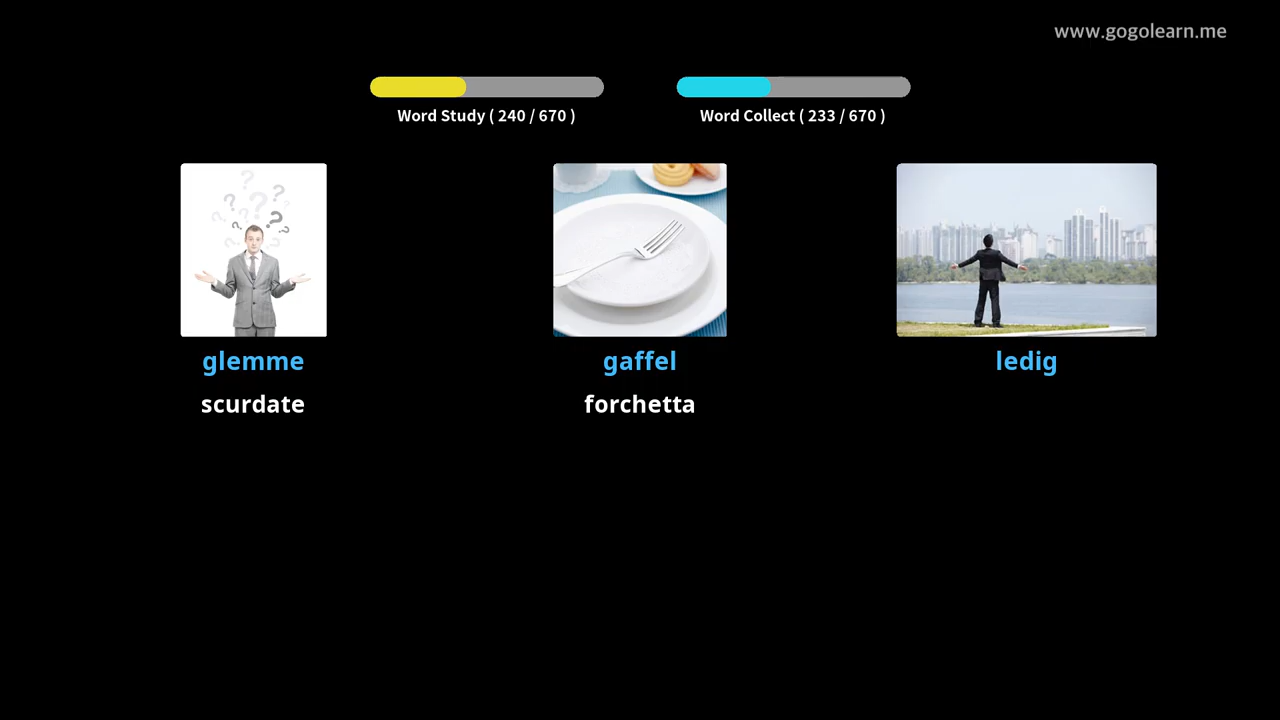 www.gogolearn.me
Word Study ( 240 / 670 )
Word Collect ( 233 / 670 )
glemme
gaffel
ledig
scurdate
forchetta